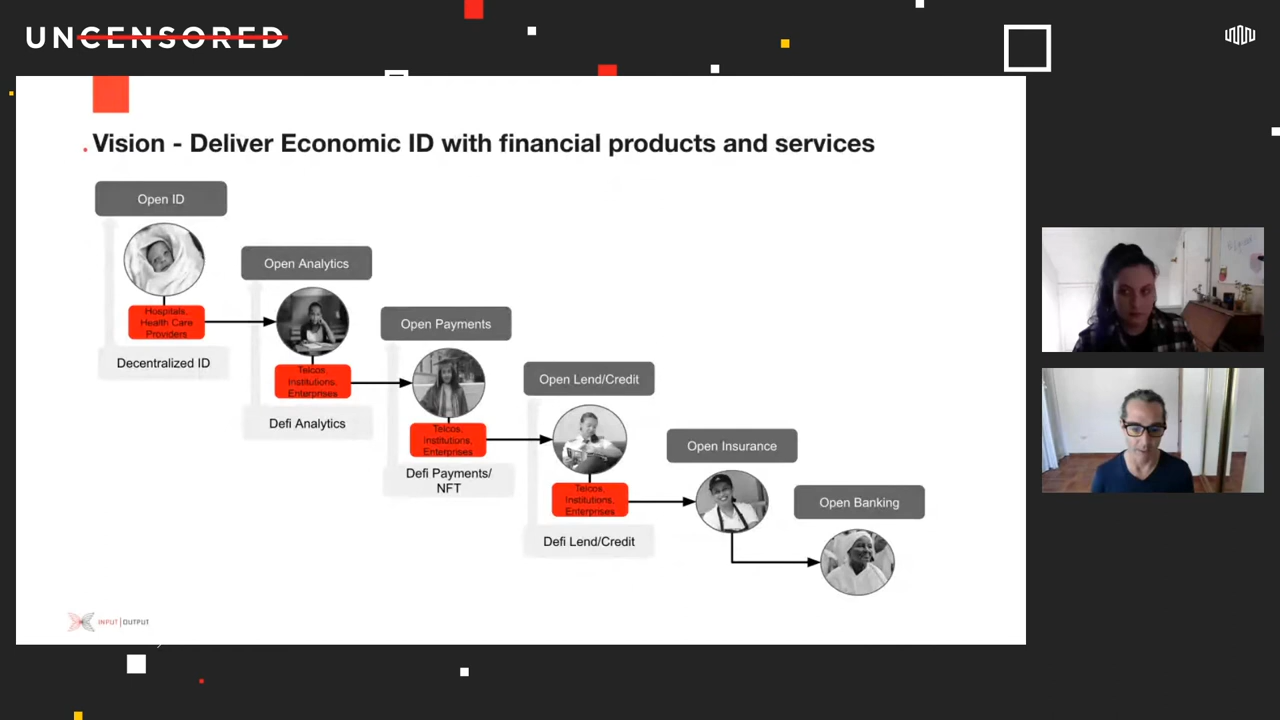 UNCENSORED
Vision - Deliver Economic ID with financial products and services
Open ID
Hospitals,
Health Care
Providers
Decentralized ID
Open Analytics
Telcos,
Institutions,
Enterprises
Defi Analytics
Open Payments
Telcos,
Institutions,
Enterprises
Defi Payments/
NFT
Open Lend/Credit
Telcos,
Institutions,
Enterprises
Defi Lend/Credit
Open Insurance
Open Banking
INPUT | OUTPUT